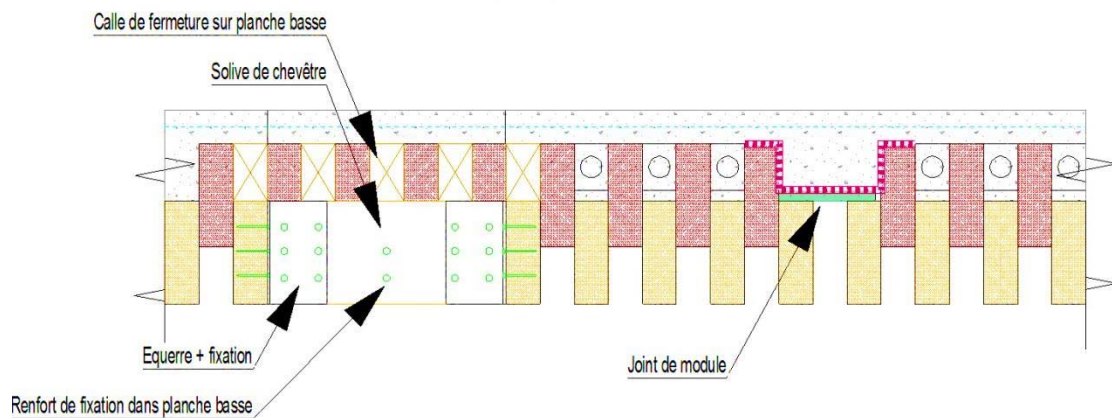 Calle de fermeture sur planche basse
Solive de chevêtre
Equerre + fixation
Joint de module
Renfort de fixation dans planche basse